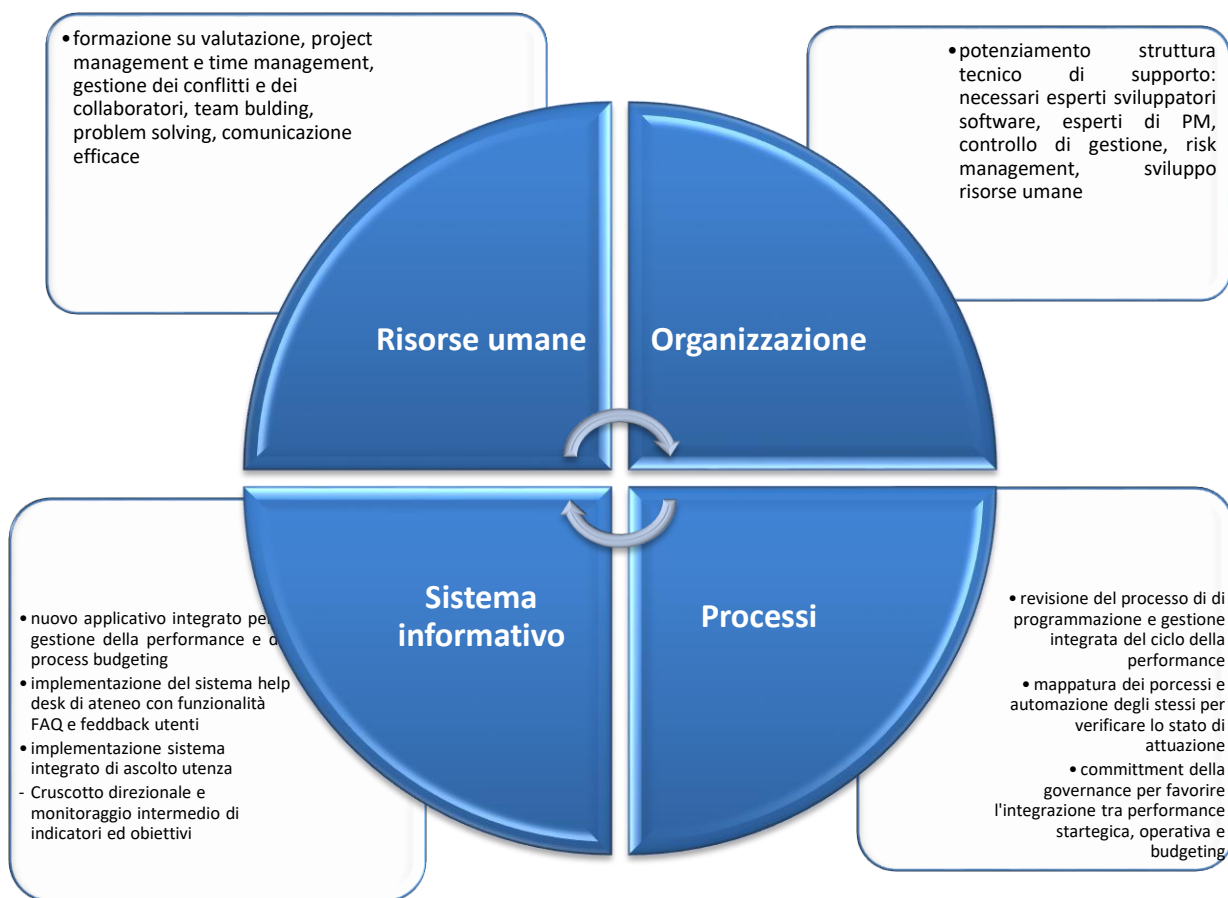 •formazione su valutazione, project
management e time management,
gestione dei conflitti e dei
collaboratori, team bulding,
problem solving, comunicazione
efficace
•potenziamento struttura
tecnico di supporto:
necessari esperti sviluppatori
software, esperti di PM,
controllo di gestione, risk
management, sviluppo
risorse umane
Risorse umane
Organizzazione
Sistema
informativo
Processi
• nuovo applicativo integrato pe
gestione della performance e d
process budgeting
• implementazione del sistema help
desk di ateneo con funzionalità
FAQ e feddback utenti
• implementazione sistema
integrato di ascolto utenza
- Cruscotto direzionale e
monitoraggio intermedio di
indicatori ed obiettivi
• revisione del processo di di
programmazione e gestione
integrata del ciclo della
performance
• mappatura dei porcessi e
automazione degli stessi per
verificare lo stato di
attuazione
• committment della
governance per favorire
l'integrazione tra performance
startegica, operativa e
budgeting